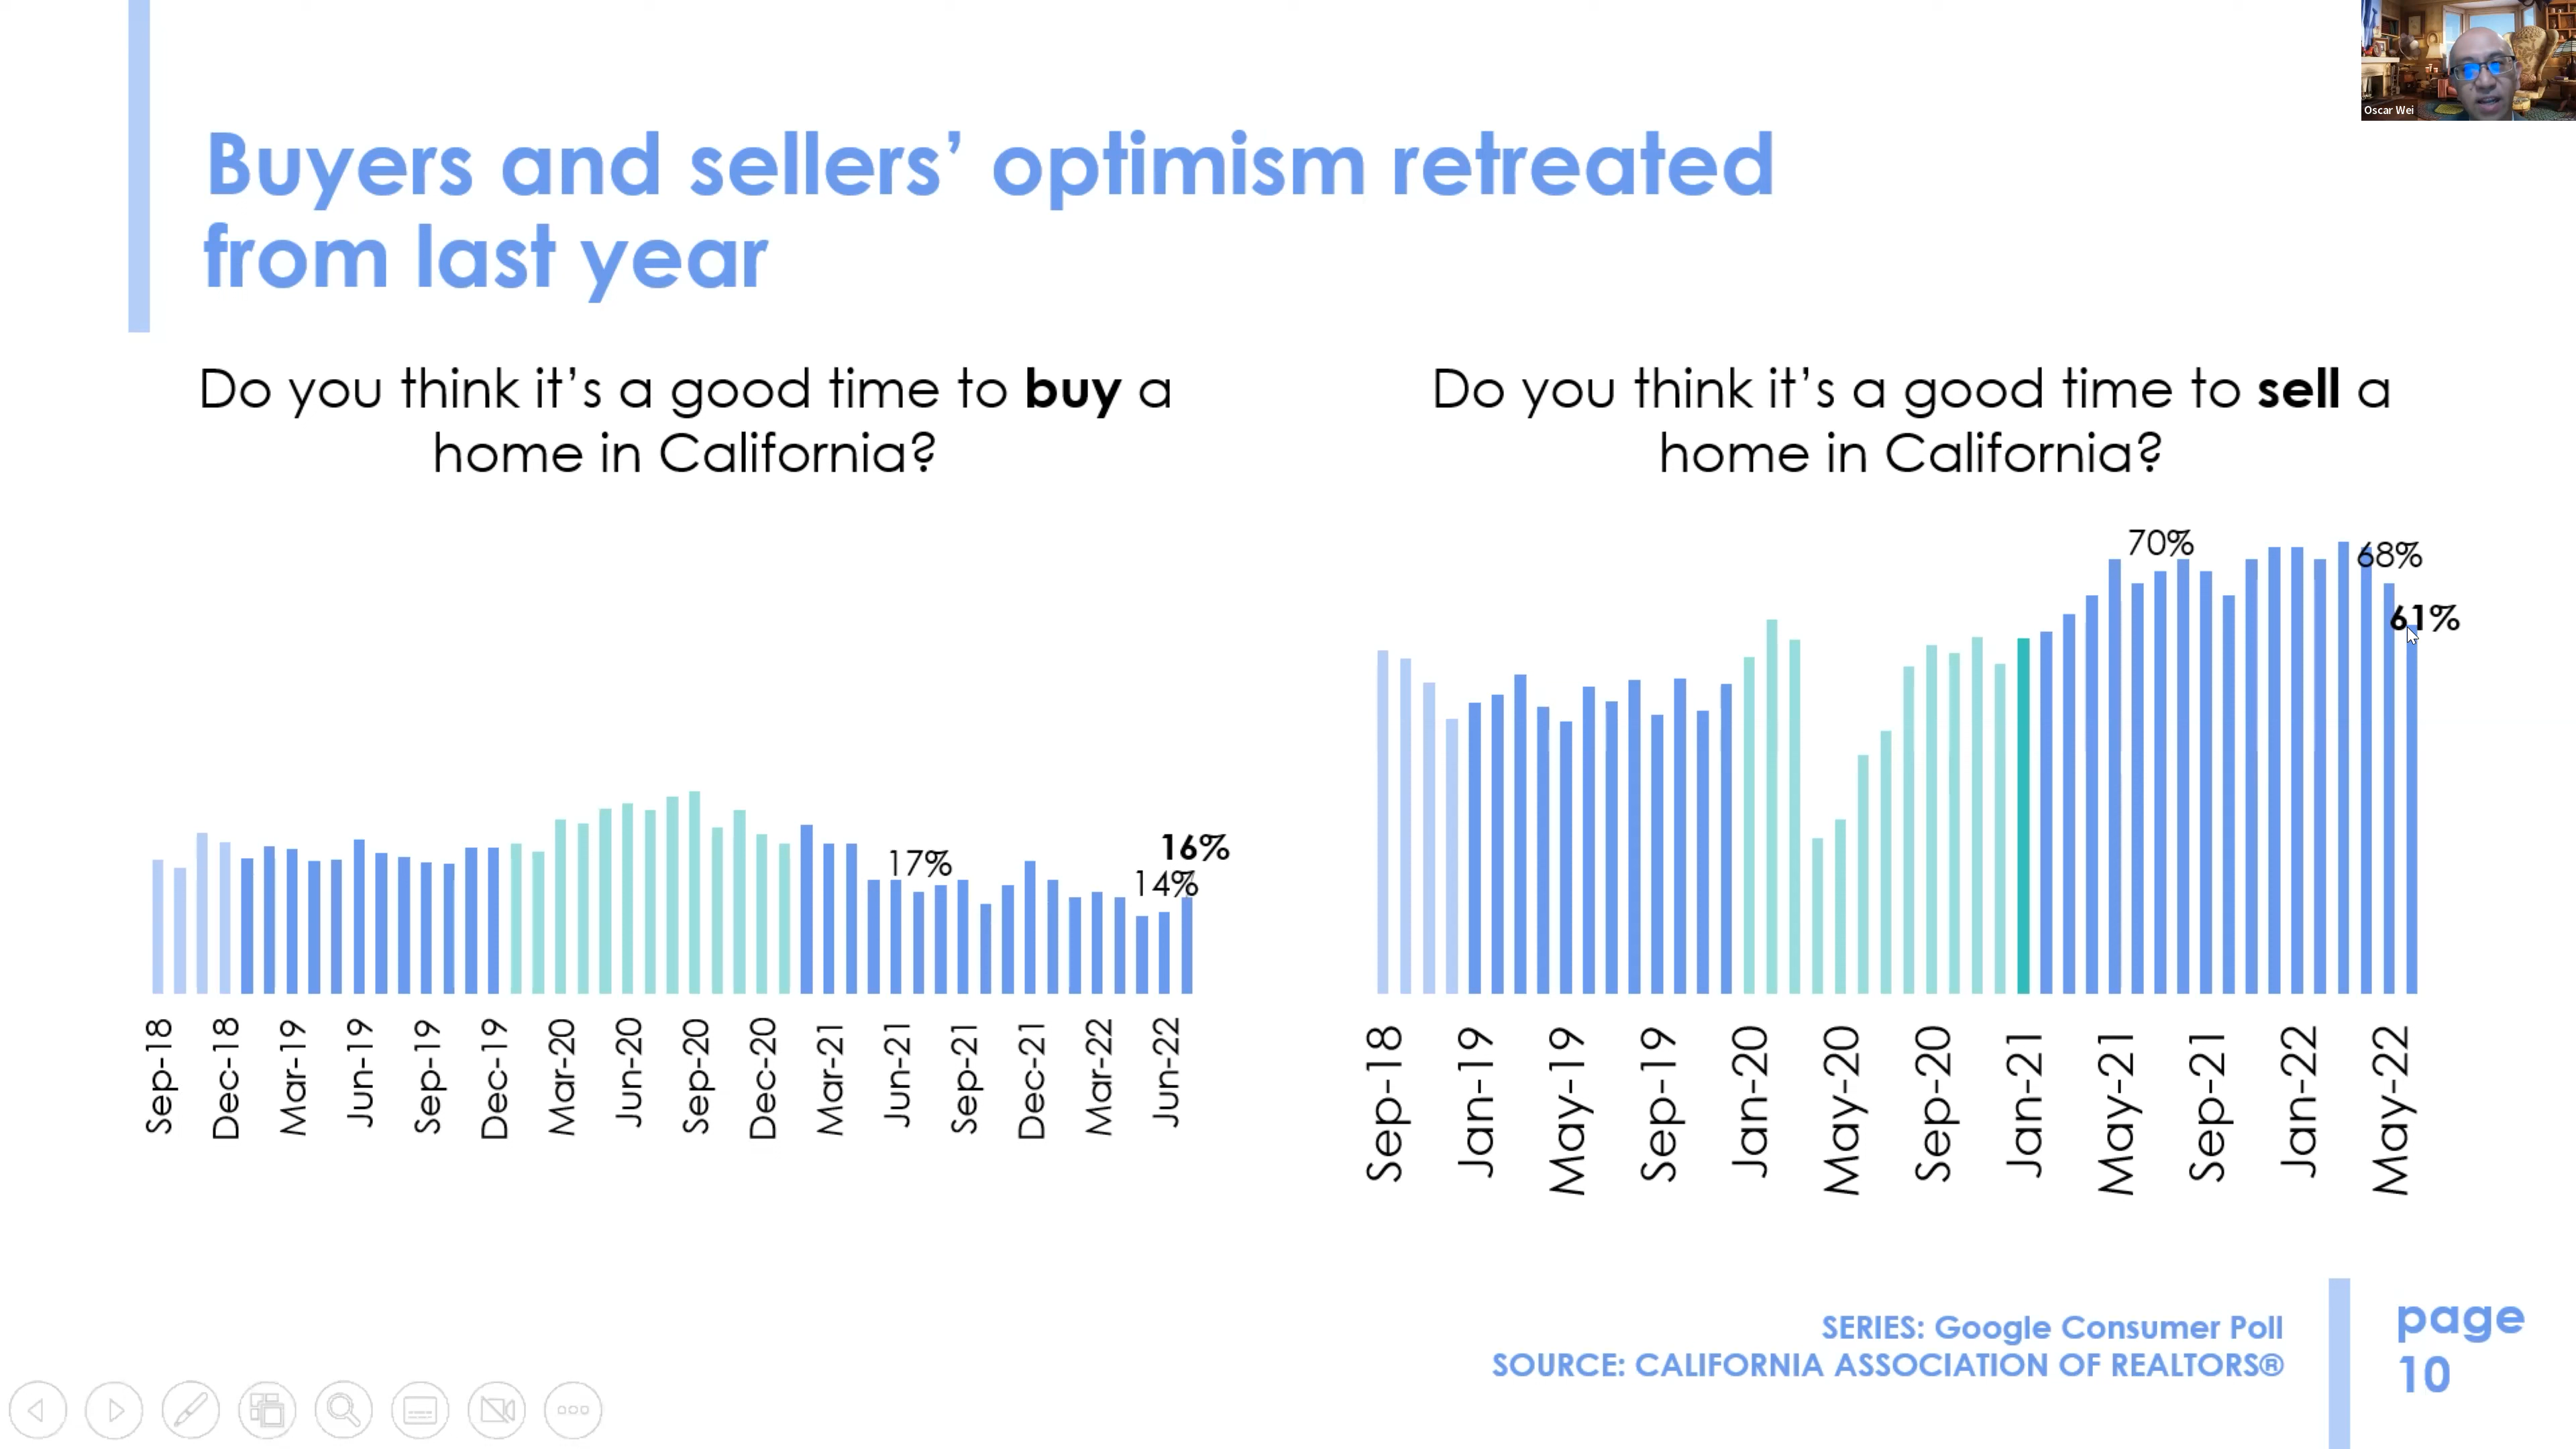 Oscar Wei
Buyers and sellers’ optimism retreated
from last year
Do you think it’s a good time to buy a
home in California?
17%
16%
14%
Sep-18
Dec-18
Mar-19
Jun-19
Sep-19
Dec-19
Mar-20
Jun-20
Sep-20
Dec-20
Mar-21
Jun-21
Sep-21
Dec-21
Mar-22
Jun-22
Do you think it’s a good time to sell a
home in California?
70%
68%
61%
Sep-18
Jan-19
May-19
Sep-19
Jan-20
May-20
Sep-20
Jan-21
May-21
Sep-21
Jan-22
May-22
SERIES: Google Consumer Poll
SOURCE: CALIFORNIA ASSOCIATION OF REALTORS®
page
10